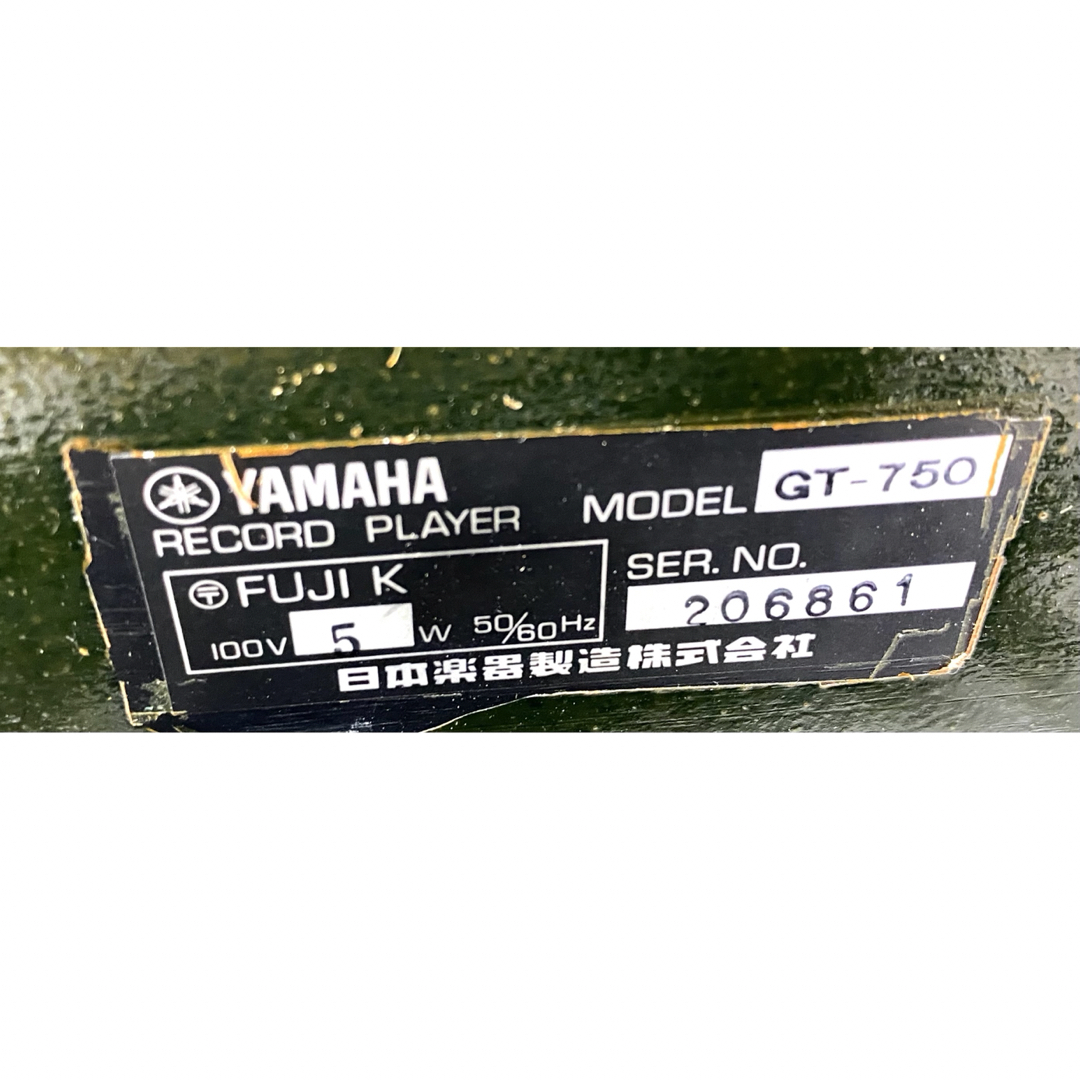 YAMAHA
RECORD PLAYER
MODEL GT-750
〒 FUJI K
100V 5 W 50/60Hz
SER. NO.
206861
日本楽器製造株式会社